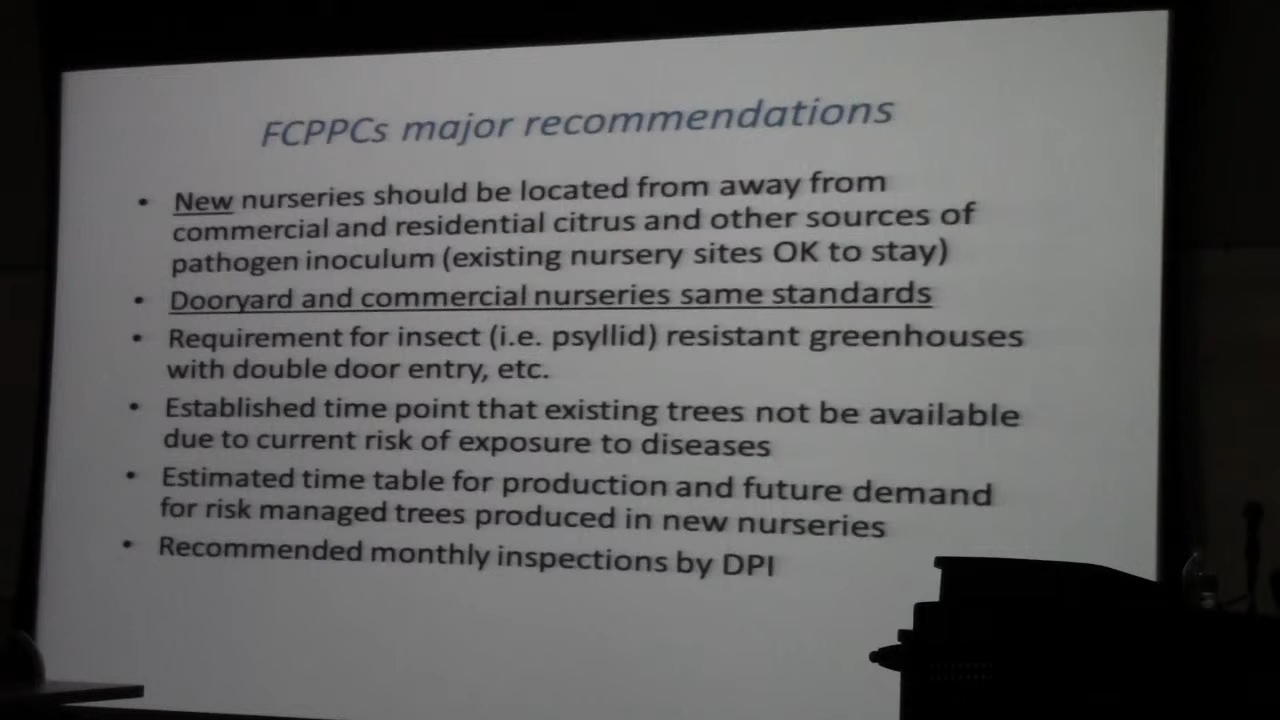 FCPPCs major recommendations
• New nurseries should be located from away from
commercial and residential citrus and other sources of
pathogen inoculum (existing nursery sites OK to stay)
• Dooryard and commercial nurseries same standards
• Requirement for insect (i.e. psyllid) resistant greenhouses
with double door entry, etc.
• Established time point that existing trees not be available
due to current risk of exposure to diseases
• Estimated time table for production and future demand
for risk managed trees produced in new nurseries
• Recommended monthly inspections by DPI